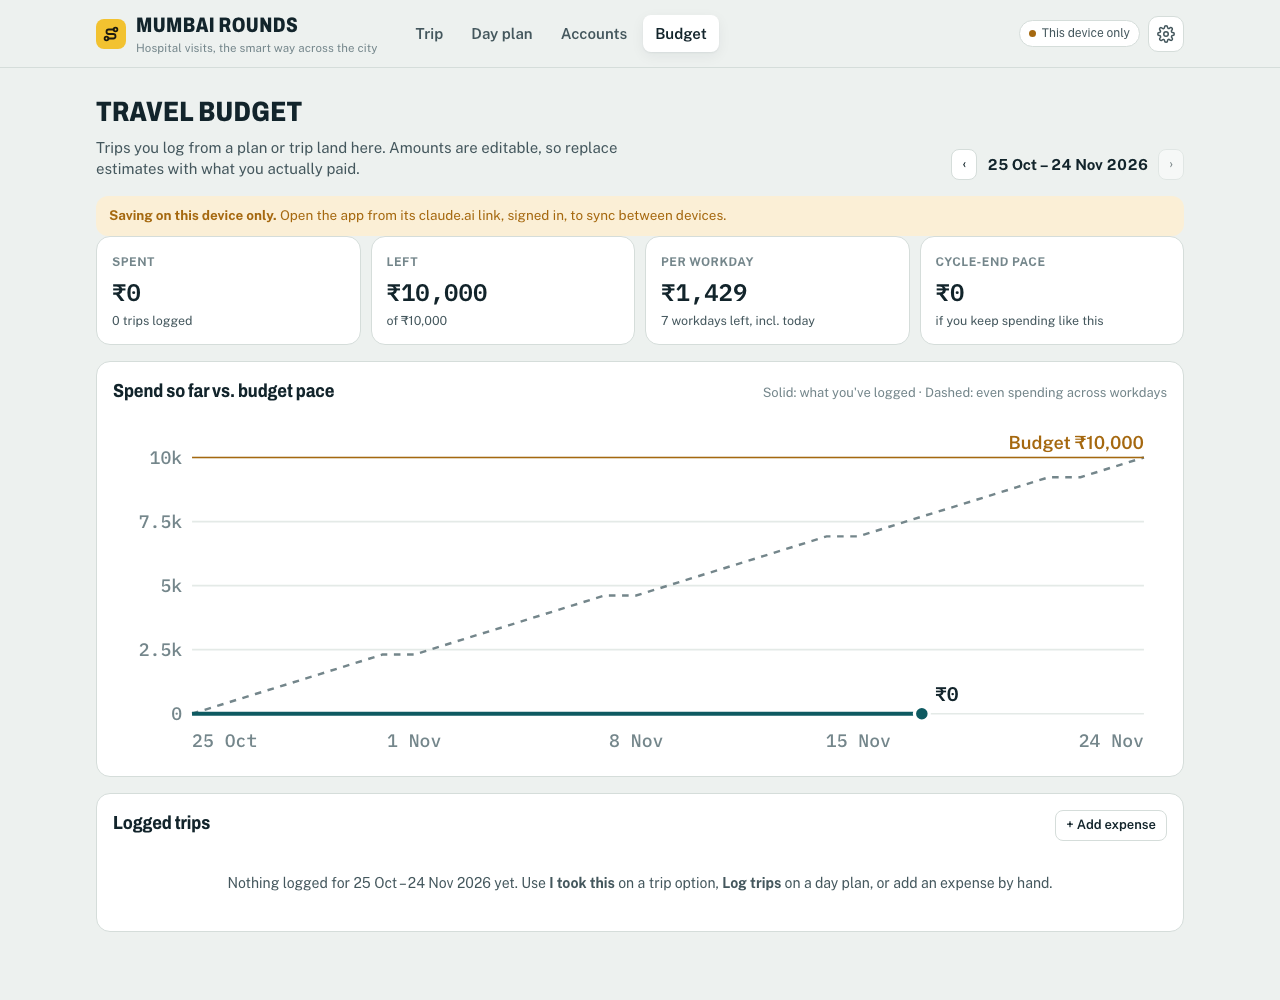 MUMBAI ROUNDS
Hospital visits, the smart way across the city
Trip
Day plan
Accounts
Budget
This device only
TRAVEL BUDGET
Trips you log from a plan or trip land here. Amounts are editable, so replace
estimates with what you actually paid.
‹
25 Oct – 24 Nov 2026
›
Saving on this device only. Open the app from its claude.ai link, signed in, to sync between devices.
SPENT
₹0
0 trips logged
LEFT
₹10,000
of ₹10,000
PER WORKDAY
₹1,429
7 workdays left, incl. today
CYCLE-END PACE
₹0
if you keep spending like this
Spend so far vs. budget pace
Solid: what you've logged · Dashed: even spending across workdays
Budget ₹10,000
10k
7.5k
5k
2.5k
0
₹0
25 Oct
1 Nov
8 Nov
15 Nov
24 Nov
Logged trips
+ Add expense
Nothing logged for 25 Oct – 24 Nov 2026 yet. Use I took this on a trip option, Log trips on a day plan, or add an expense by hand.